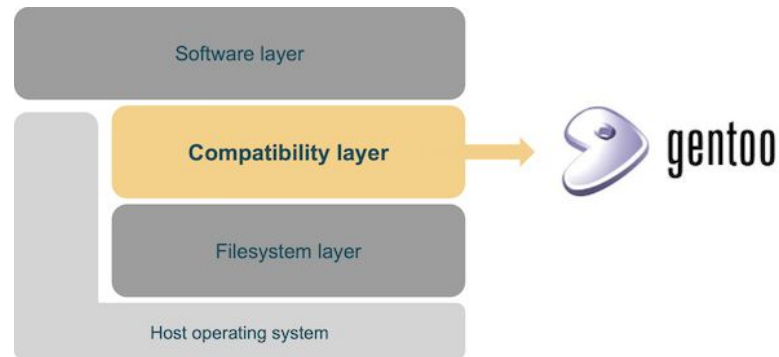 Software layer
Compatibility layer
gentoo
Filesystem layer
Host operating system